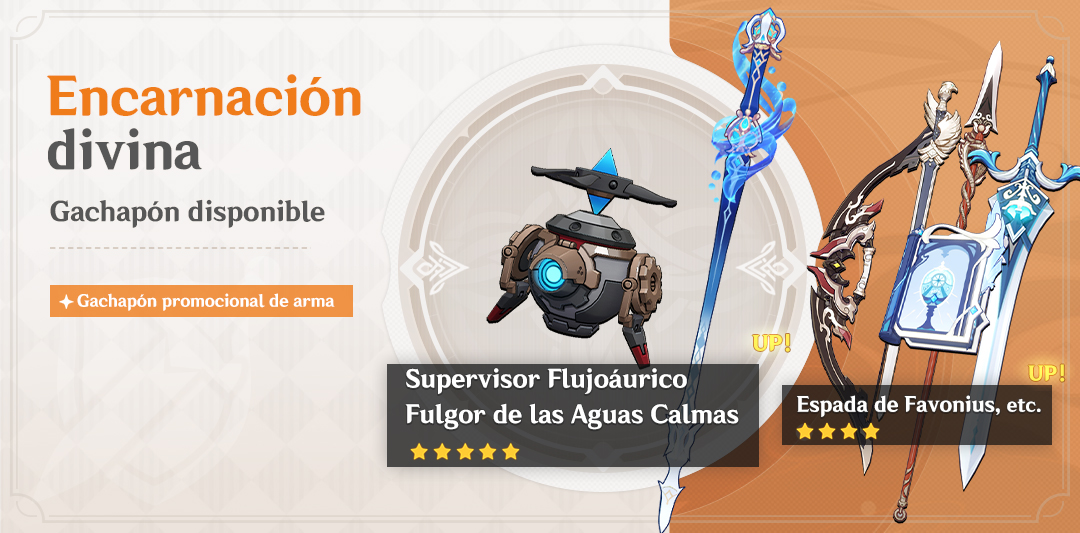 Encarnación
divina
Gachapón disponible
Gachapón promocional de arma
UP!
Supervisor Flujoáurico
Fulgor de las Aguas Calmas
UP!
Espada de Favonius, etc.